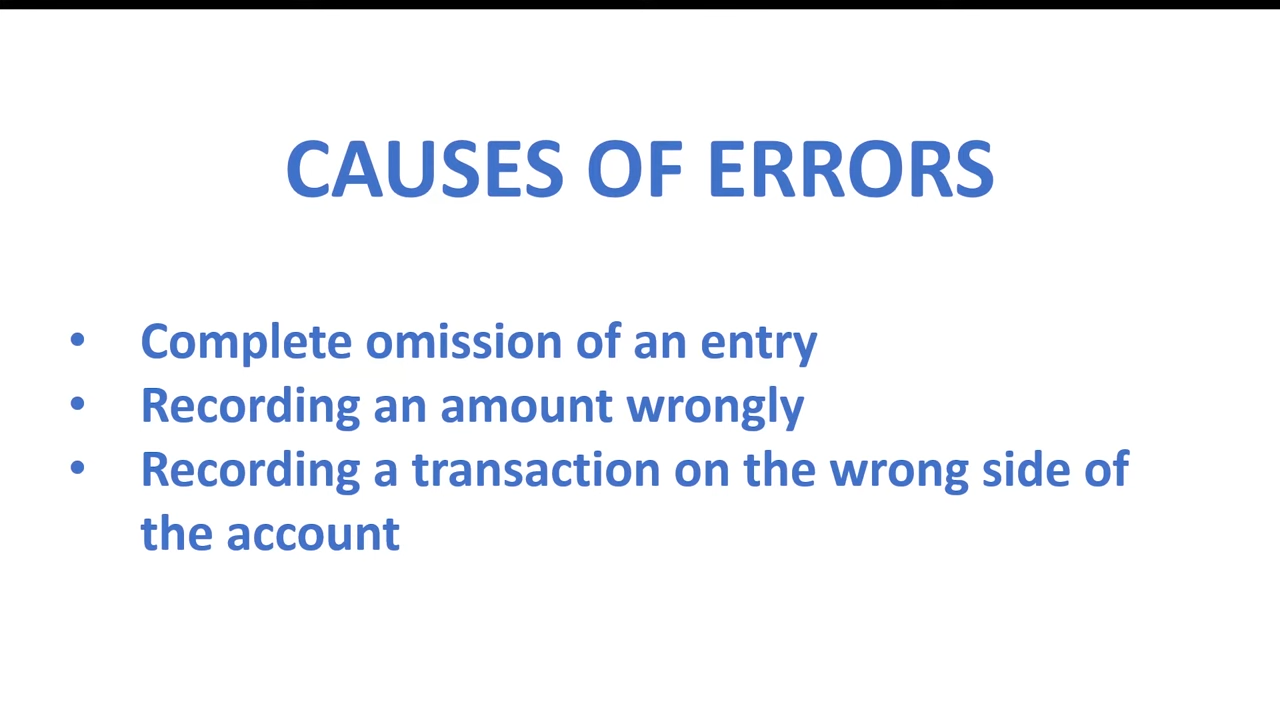 CAUSES OF ERRORS
• Complete omission of an entry
• Recording an amount wrongly
• Recording a transaction on the wrong side of
the account